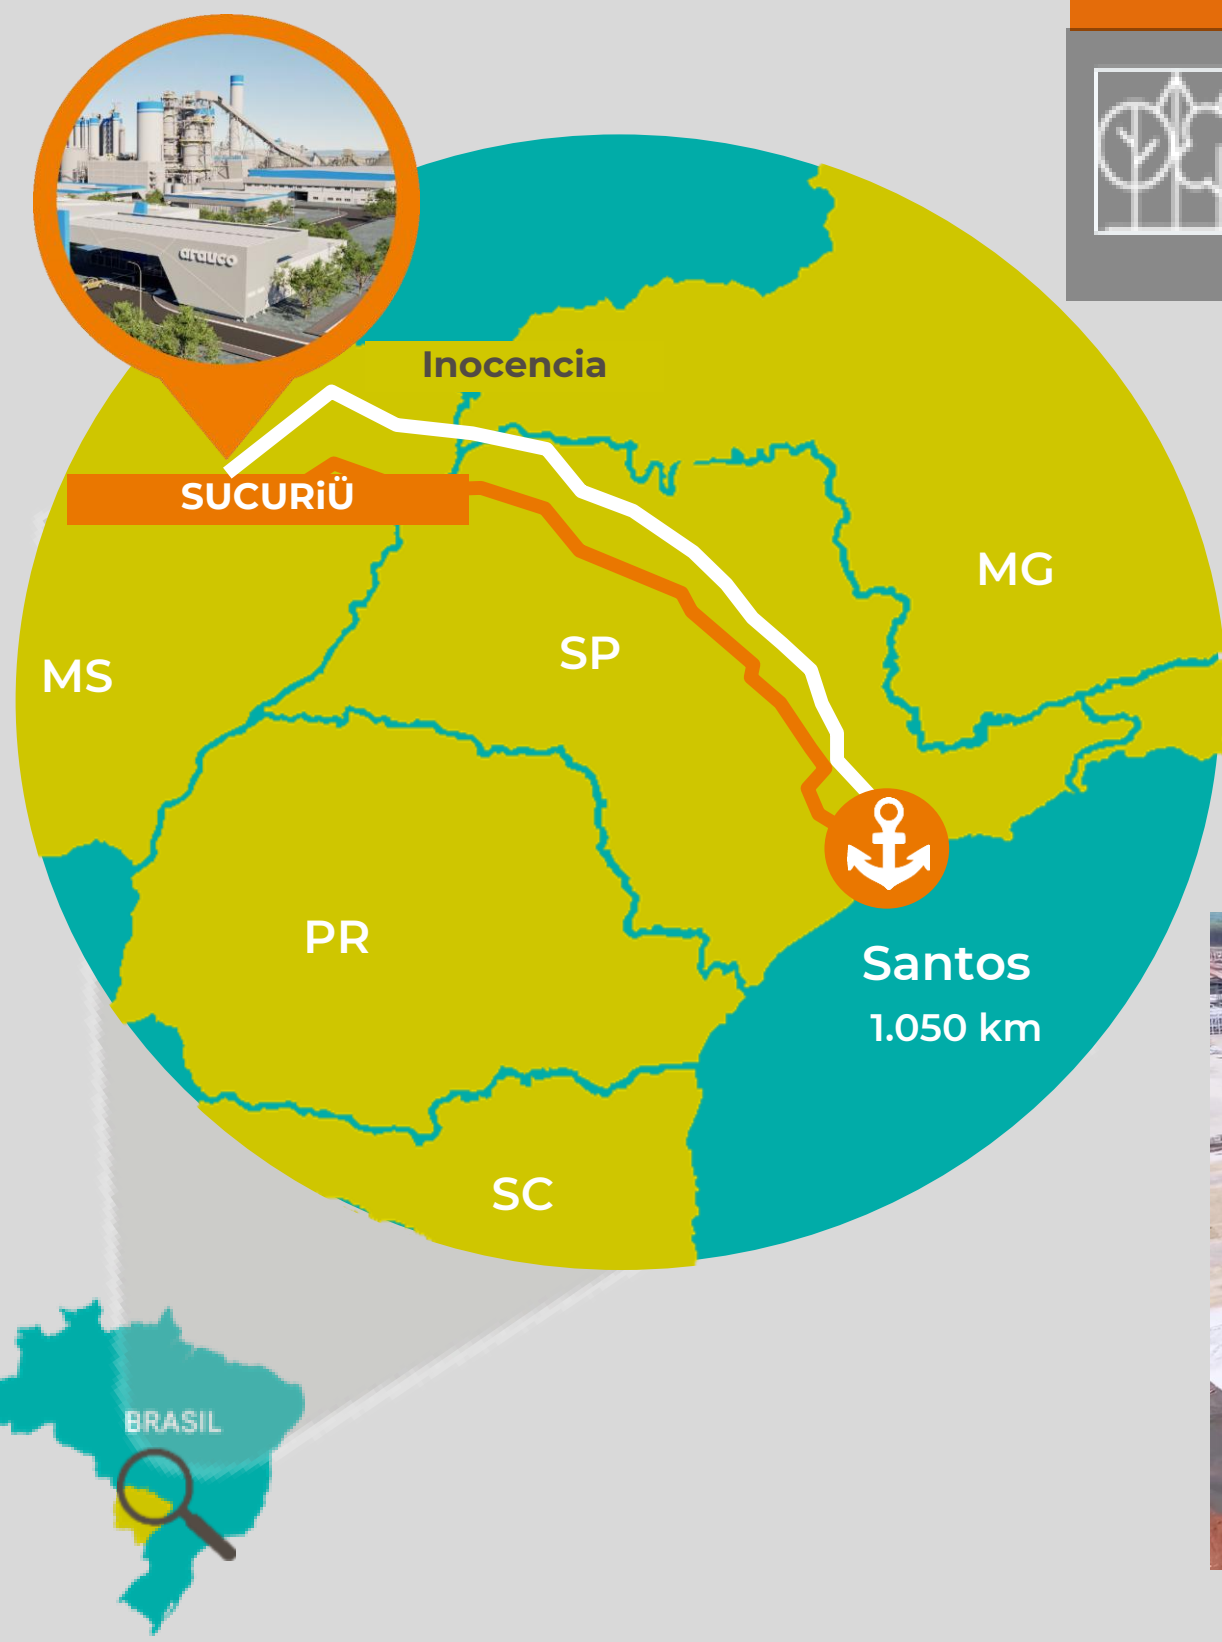 arauco
Inocencia
SUCURiÜ
MG
SP
MS
PR
Santos
1.050 km
SC
BRASIL